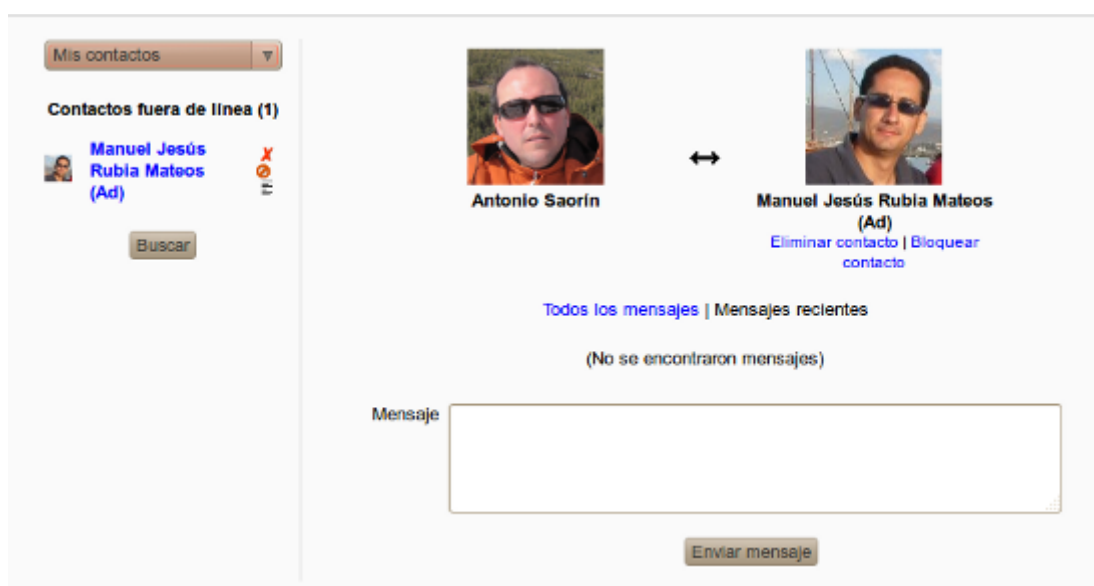 Mis contactos
Contactos fuera de línea (1)
Manuel Jesús
Rubia Mateos
(Ad)
Buscar
Antonio Saorín
Manuel Jesús Rubia Mateos
(Ad)
Eliminar contacto | Bloquear
contacto
Todos los mensajes | Mensajes recientes
(No se encontraron mensajes)
Mensaje
Enviar mensaje